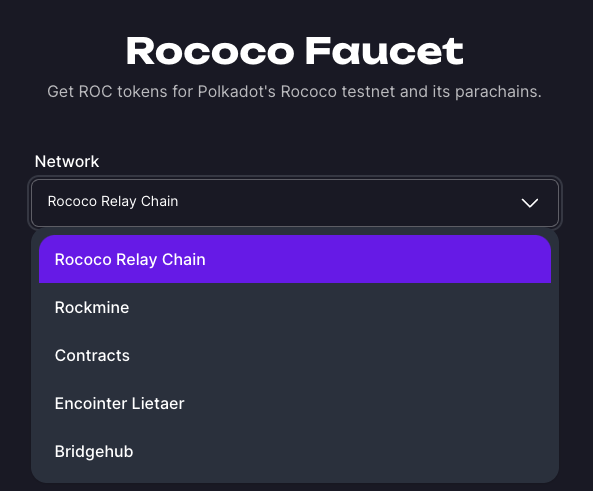 Rococo Faucet
Get ROC tokens for Polkadot's Rococo testnet and its parachains.
Network
Rococo Relay Chain
Rococo Relay Chain
Rockmine
Contracts
Encointer Lietaer
Bridgehub